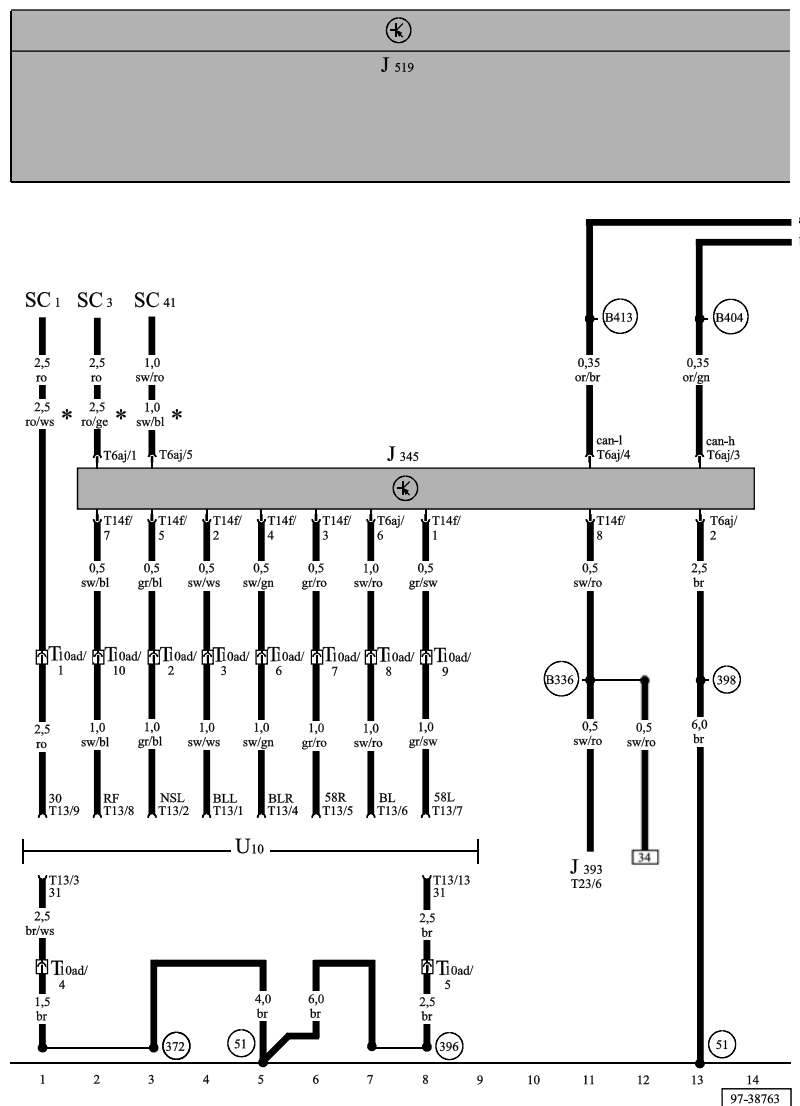 J 519
B413
B404
SC 1
SC 3
SC 41
2,5
ro
2,5
ro
1,0
sw/ro
0,35
or/br
0,35
or/gn
2,5
ro/ws *
2,5
ro/ge *
1,0
sw/bl *
T6aj/1
T6aj/5
J 345
can-l
T6aj/4
can-h
T6aj/3
T14f/
7
T14f/
5
T14f/
2
T14f/
4
T14f/
3
T6aj/
6
T14f/
1
T14f/
8
T6aj/
2
0,5
sw/bl
0,5
gr/bl
0,5
sw/ws
0,5
sw/gn
0,5
gr/ro
1,0
sw/ro
0,5
gr/sw
0,5
sw/ro
2,5
br
T10ad/
1
T10ad/
10
T10ad/
2
T10ad/
3
T10ad/
6
T10ad/
7
T10ad/
8
T10ad/
9
B336
398
2,5
ro
1,0
sw/bl
1,0
gr/bl
1,0
sw/ws
1,0
sw/gn
1,0
gr/ro
1,0
sw/ro
1,0
gr/sw
0,5
sw/ro
0,5
sw/ro
6,0
br
30
T13/9
RF
T13/8
NSL
T13/2
BLL
T13/1
BLR
T13/4
58R
T13/5
BL
T13/6
58L
T13/7
U10
J 393
T23/6
34
T13/3
31
T13/13
31
2,5
br/ws
2,5
br
T10ad/
4
T10ad/
5
1,5
br
4,0
br
6,0
br
2,5
br
372
51
396
51
1 2 3 4 5 6 7 8 9 10 11 12 13 14
97-38763